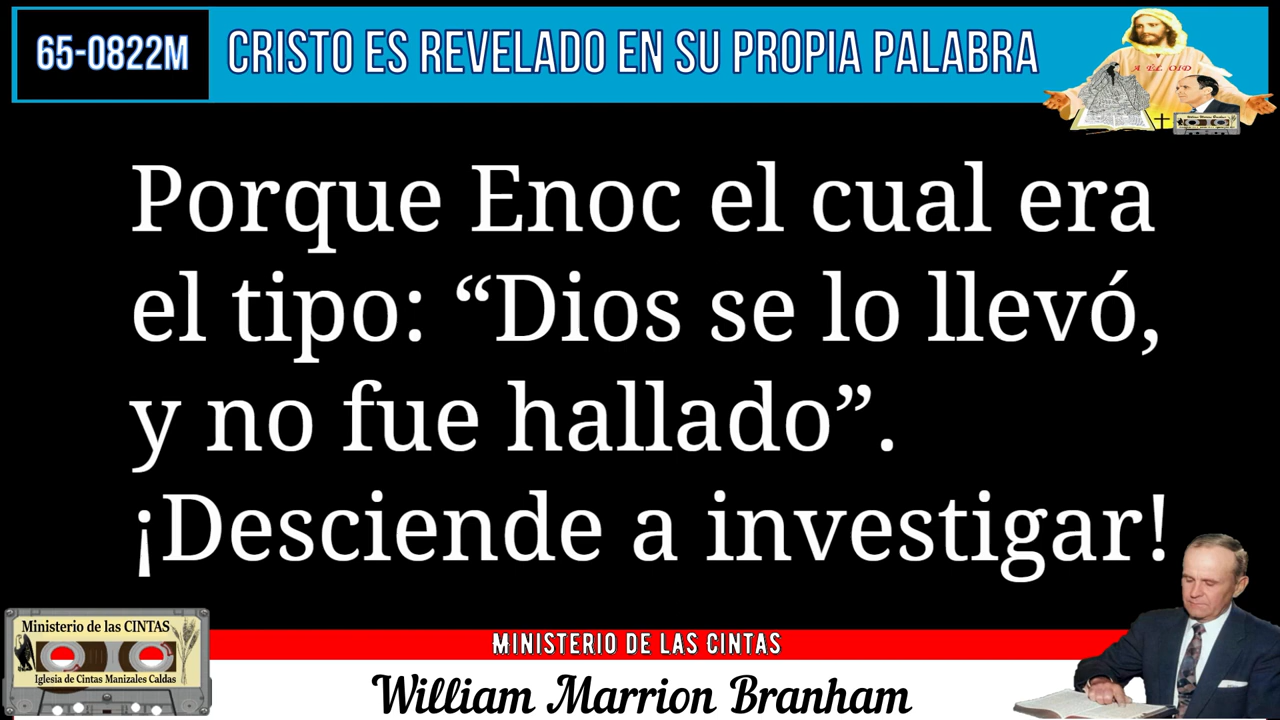 65-0822M
CRISTO ES REVELADO EN SU PROPIA PALABRA
A ÉL OID
Porque Enoc el cual era
el tipo: “Dios se lo llevó,
y no fue hallado”.
¡Desciende a investigar!
Ministerio de las CINTAS
Iglesia de Cintas Manizales Caldas
MINISTERIO DE LAS CINTAS
William Marrion Branham